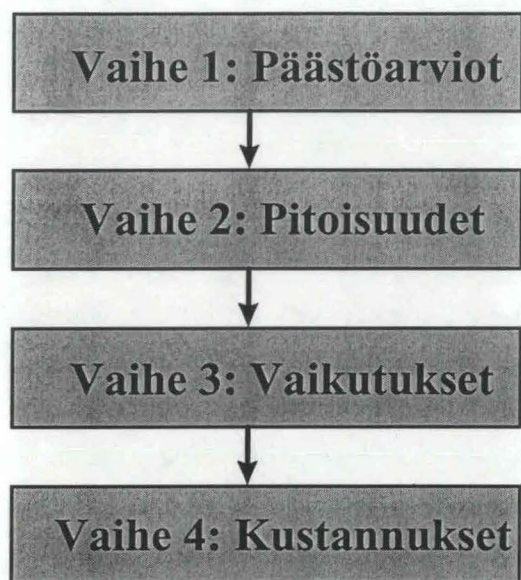 Vaihe 1: Päästöarviot
Vaihe 2: Pitoisuudet
Vaihe 3: Vaikutukset
Vaihe 4: Kustannukset